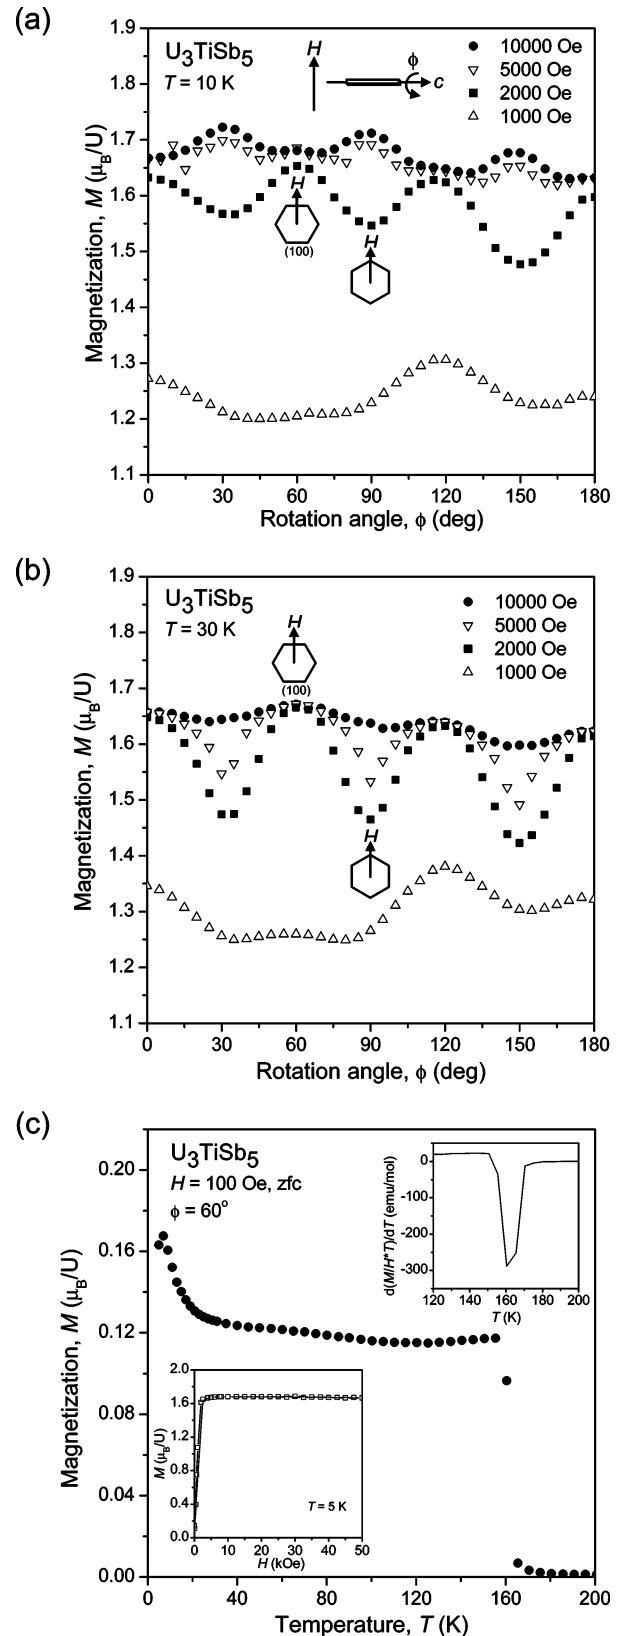 (a)
U₃TiSb₅
T = 10 K
H
ϕ
c
10000 Oe
5000 Oe
2000 Oe
1000 Oe
H
(100)
H
Magnetization, M (μB/U)
1.9
1.8
1.7
1.6
1.5
1.4
1.3
1.2
1.1
0 30 60 90 120 150 180
Rotation angle, ϕ (deg)
(b)
U₃TiSb₅
T = 30 K
10000 Oe
5000 Oe
2000 Oe
1000 Oe
H
(100)
H
Magnetization, M (μB/U)
1.9
1.8
1.7
1.6
1.5
1.4
1.3
1.2
1.1
0 30 60 90 120 150 180
Rotation angle, ϕ (deg)
(c)
U₃TiSb₅
H = 100 Oe, zfc
ϕ = 60°
Magnetization, M (μB/U)
0.20
0.16
0.12
0.08
0.04
0.00
0 40 80 120 160 200
Temperature, T (K)
d(M/H*T)/dT (emu/mol)
0
-100
-200
-300
120 140 160 180 200
T (K)
M (μB/U)
2.0
1.6
1.2
0.8
0.4
0.0
T = 5 K
0 10 20 30 40 50
H (kOe)